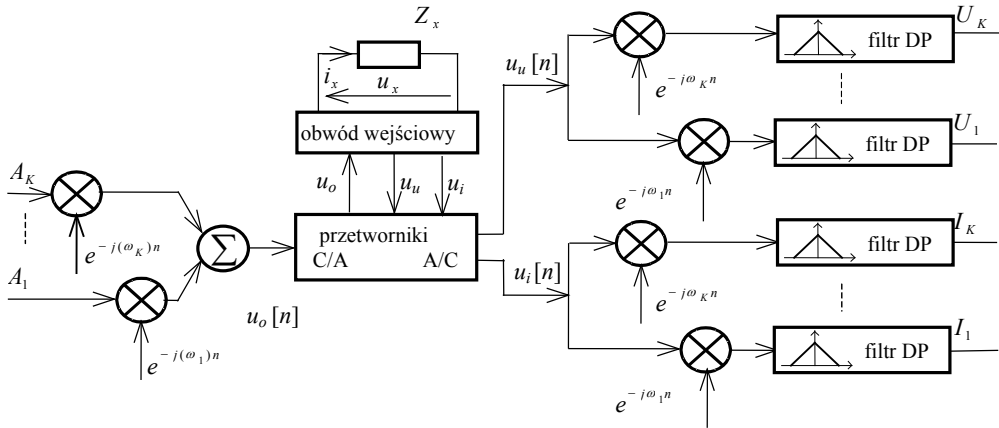 Z_x
i_x
u_x
obwód wejściowy
u_o
u_u
u_i
przetworniki
C/A A/C
A_K
e^{-j(ω_K)n}
A_1
e^{-j(ω_1)n}
Σ
u_o[n]
u_u[n]
u_i[n]
e^{-jω_K n}
filtr DP
U_K
e^{-jω_1 n}
filtr DP
U_1
e^{-jω_K n}
filtr DP
I_K
e^{-jω_1 n}
filtr DP
I_1